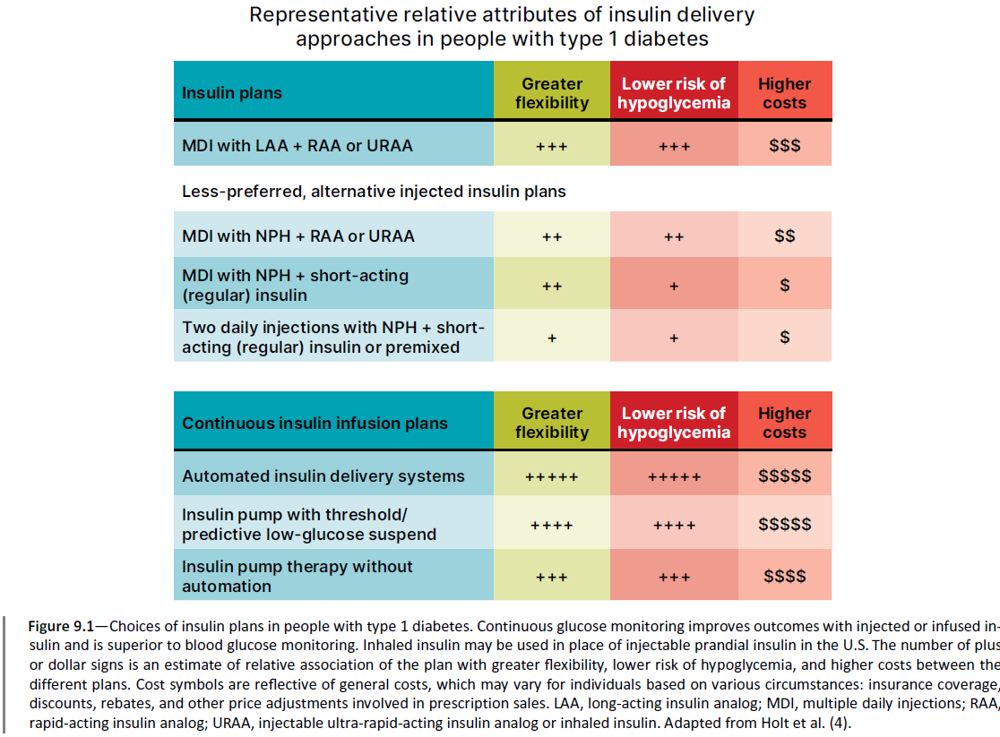 Representative relative attributes of insulin delivery
approaches in people with type 1 diabetes
Insulin plans
Greater
flexibility
Lower risk of
hypoglycemia
Higher
costs
MDI with LAA + RAA or URAA
+++
+++
$$$
Less-preferred, alternative injected insulin plans
MDI with NPH + RAA or URAA
++
++
$$
MDI with NPH + short-acting
(regular) insulin
++
+
$
Two daily injections with NPH + short-
acting (regular) insulin or premixed
+
+
$
Continuous insulin infusion plans
Greater
flexibility
Lower risk of
hypoglycemia
Higher
costs
Automated insulin delivery systems
+++++
+++++
$$$$$
Insulin pump with threshold/
predictive low-glucose suspend
++++
++++
$$$$$
Insulin pump therapy without
automation
+++
+++
$$$$
Figure 9.1—Choices of insulin plans in people with type 1 diabetes. Continuous glucose monitoring improves outcomes with injected or infused in-
sulin and is superior to blood glucose monitoring. Inhaled insulin may be used in place of injectable prandial insulin in the U.S. The number of plus
or dollar signs is an estimate of relative association of the plan with greater flexibility, lower risk of hypoglycemia, and higher costs between the
different plans. Cost symbols are reflective of general costs, which may vary for individuals based on various circumstances: insurance coverage,
discounts, rebates, and other price adjustments involved in prescription sales. LAA, long-acting insulin analog; MDI, multiple daily injections; RAA,
rapid-acting insulin analog; URAA, injectable ultra-rapid-acting insulin analog or inhaled insulin. Adapted from Holt et al. (4).